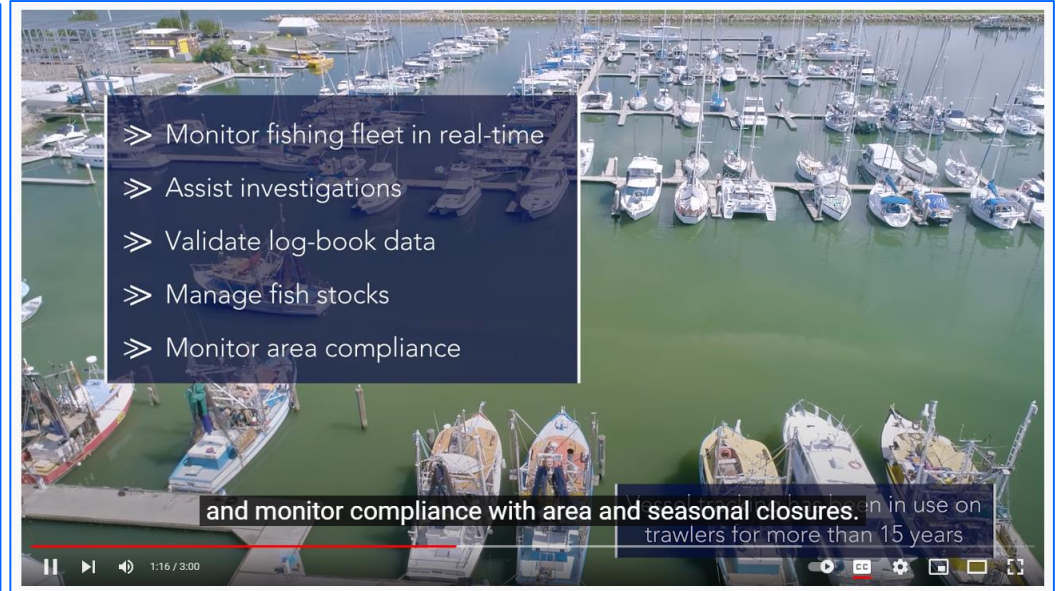 Monitor fishing fleet in real-time
Assist investigations
Validate log-book data
Manage fish stocks
Monitor area compliance
and monitor compliance with area and seasonal closures.
in use on
trawlers for more than 15 years
1:16 / 3:00
CC